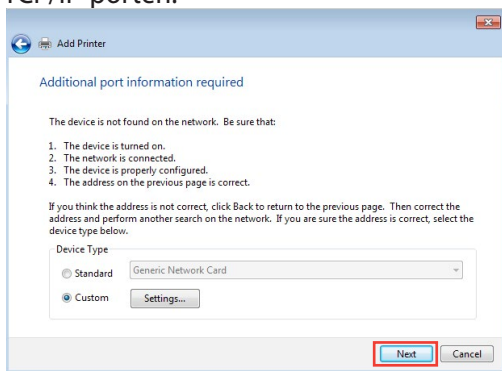 TCP/IP-porten.
Add Printer
Additional port information required
The device is not found on the network. Be sure that:
1. The device is turned on.
2. The network is connected.
3. The device is properly configured.
4. The address on the previous page is correct.
If you think the address is not correct, click Back to return to the previous page. Then correct the
address and perform another search on the network. If you are sure the address is correct, select the
device type below.
Device Type
Standard Generic Network Card
Custom Settings...
Next Cancel